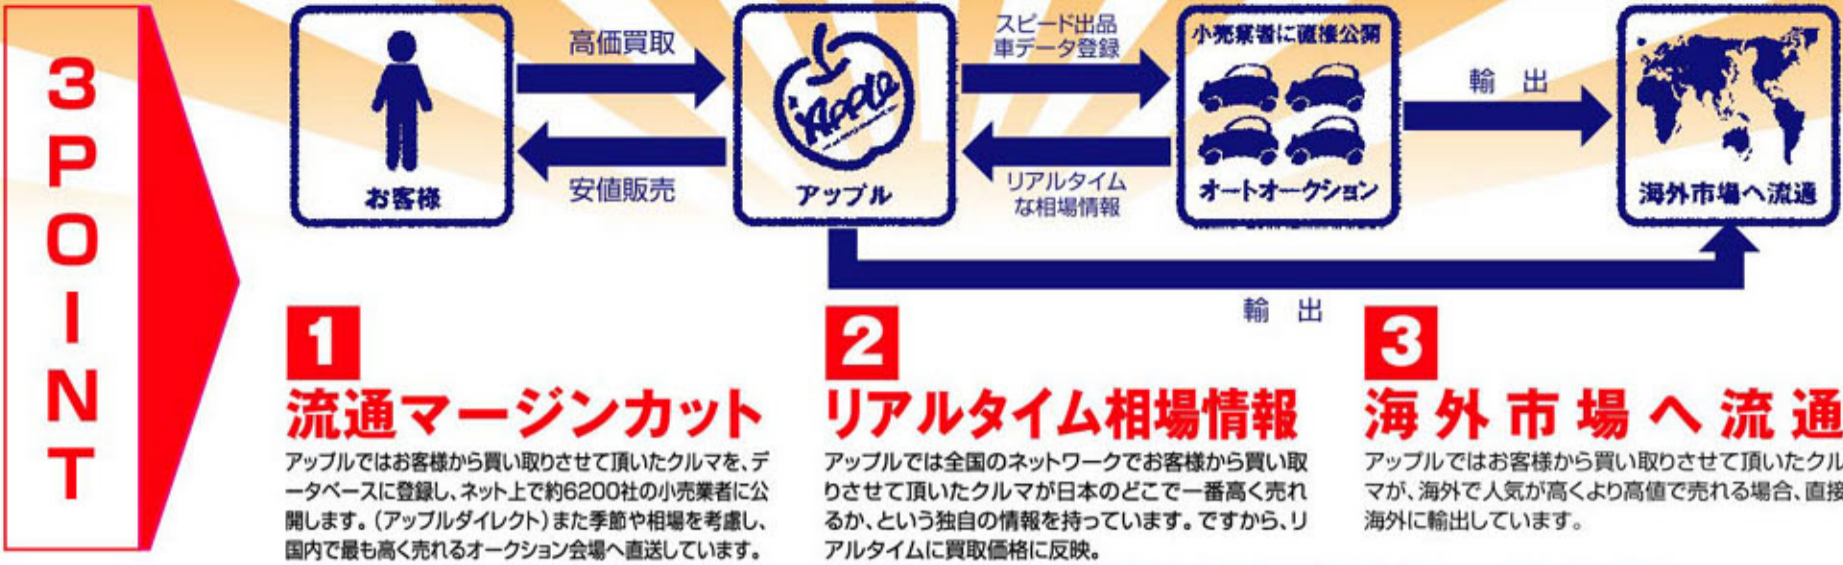 3POINT
高価買取
安値販売
お客様
Apple
アップル
スピード出品
車データ登録
リアルタイム
な相場情報
小売業者に直接公開
オートオークション
輸 出
海外市場へ流通
輸 出
1
流通マージンカット
アップルではお客様から買い取りさせて頂いたクルマを、デ
ータベースに登録し、ネット上で約6200社の小売業者に公
開します。(アップルダイレクト)また季節や相場を考慮し、
国内で最も高く売れるオークション会場へ直送しています。
2
リアルタイム相場情報
アップルでは全国のネットワークでお客様から買い取
りさせて頂いたクルマが日本のどこで一番高く売れ
るか、という独自の情報を持っています。ですから、リ
アルタイムに買取価格に反映。
3
海外市場へ流通
アップルではお客様から買い取りさせて頂いたクル
マが、海外で人気が高くより高値で売れる場合、直接
海外に輸出しています。